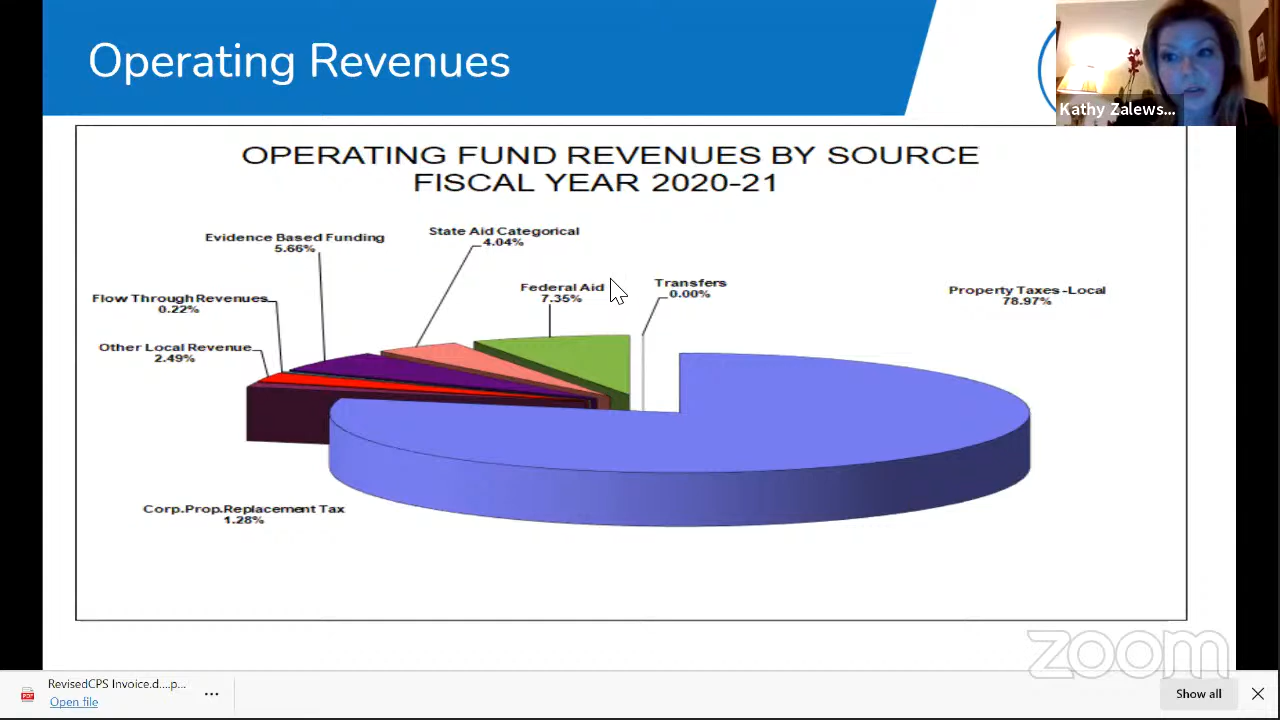 Operating Revenues
Kathy Zalews...
OPERATING FUND REVENUES BY SOURCE
FISCAL YEAR 2020-21
State Aid Categorical
4.04%
Evidence Based Funding
5.66%
Federal Aid
7.35%
Transfers
0.00%
Property Taxes -Local
78.97%
Flow Through Revenues
0.22%
Other Local Revenue
2.49%
Corp.Prop.Replacement Tax
1.28%
zoom
RevisedCPS Invoice.d....p...
Open file
Show all